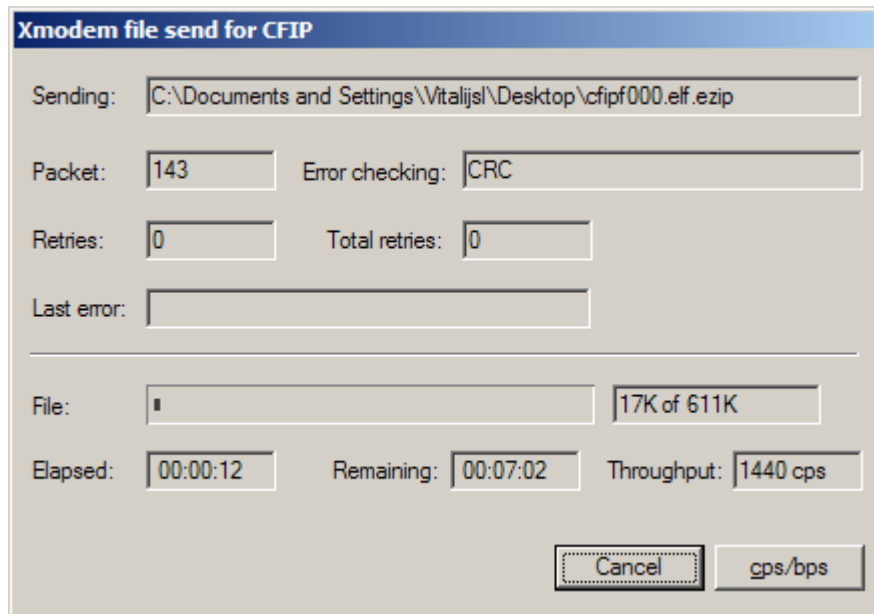 Xmodem file send for CFIP
Sending: C:\Documents and Settings\Vitalijsl\Desktop\cfipf000.elf.ezip
Packet: 143 Error checking: CRC
Retries: 0 Total retries: 0
Last error:
File: 17K of 611K
Elapsed: 00:00:12 Remaining: 00:07:02 Throughput: 1440 cps
Cancel cps/bps